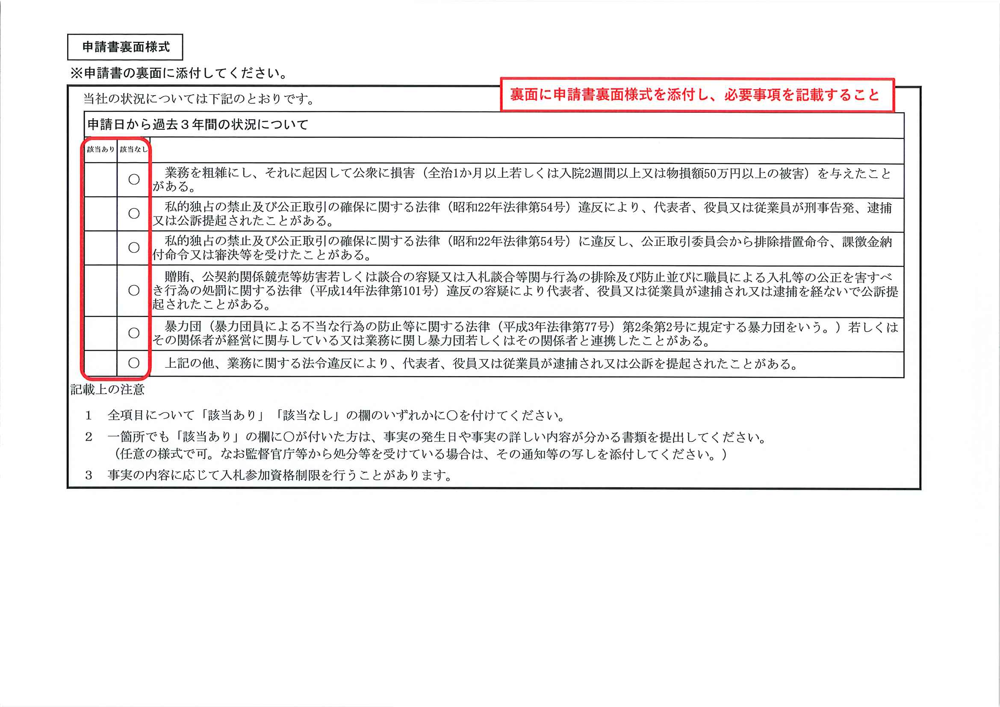 申請書裏面様式
※申請書の裏面に添付してください。
裏面に申請書裏面様式を添付し、必要事項を記載すること
当社の状況については下記のとおりです。
申請日から過去３年間の状況について
該当あり 該当なし
○ 業務を粗雑にし、それに起因して公衆に損害（全治1か月以上若しくは入院2週間以上又は物損額50万円以上の被害）を与えたこと
がある。
○ 私的独占の禁止及び公正取引の確保に関する法律（昭和22年法律第54号）違反により、代表者、役員又は従業員が刑事告発、逮捕
又は公訴提起されたことがある。
○ 私的独占の禁止及び公正取引の確保に関する法律（昭和22年法律第54号）に違反し、公正取引委員会から排除措置命令、課徴金納
付命令又は審決等を受けたことがある。
○ 贈賄、公契約関係競売等妨害若しくは談合の容疑又は入札談合等関与行為の排除及び防止並びに職員による入札等の公正を害すべ
き行為の処罰に関する法律（平成14年法律第101号）違反の容疑により代表者、役員又は従業員が逮捕され又は逮捕を経ないで公訴提
起されたことがある。
○ 暴力団（暴力団員による不当な行為の防止等に関する法律（平成3年法律第77号）第2条第2号に規定する暴力団をいう。）若しくは
その関係者が経営に関与している又は業務に関し暴力団若しくはその関係者と連携したことがある。
○ 上記の他、業務に関する法令違反により、代表者、役員又は従業員が逮捕され又は公訴を提起されたことがある。
記載上の注意
1 全項目について「該当あり」「該当なし」の欄のいずれかに○を付けてください。
2 一箇所でも「該当あり」の欄に○が付いた方は、事実の発生日や事実の詳しい内容が分かる書類を提出してください。
（任意の様式で可。なお監督官庁等から処分等を受けている場合は、その通知等の写しを添付してください。）
3 事実の内容に応じて入札参加資格制限を行うことがあります。